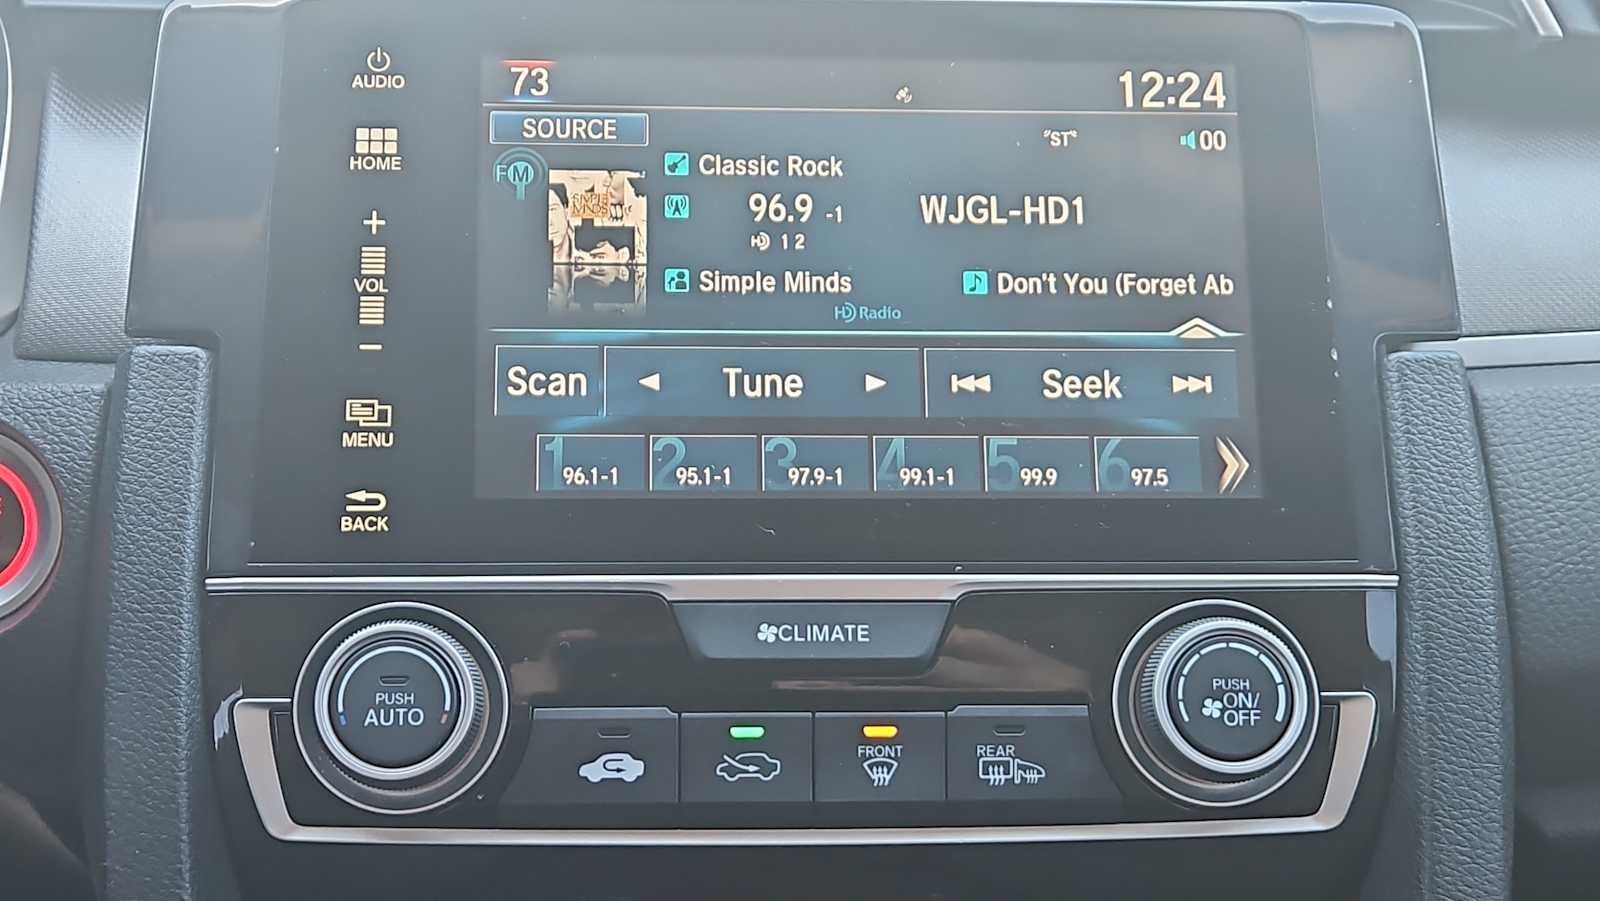 AUDIO
73
12:24
SOURCE
"ST"
00
HOME
FM
SIMPLE
MINDS
Classic Rock
96.9 -1
WJGL-HD1
HD 1 2
+
VOL
Simple Minds
Don't You (Forget Ab
HD Radio
−
Scan
Tune
Seek
MENU
1 96.1-1
2 95.1-1
3 97.9-1
4 99.1-1
5 99.9
6 97.5
BACK
CLIMATE
PUSH
AUTO
PUSH
ON/
OFF
FRONT
REAR